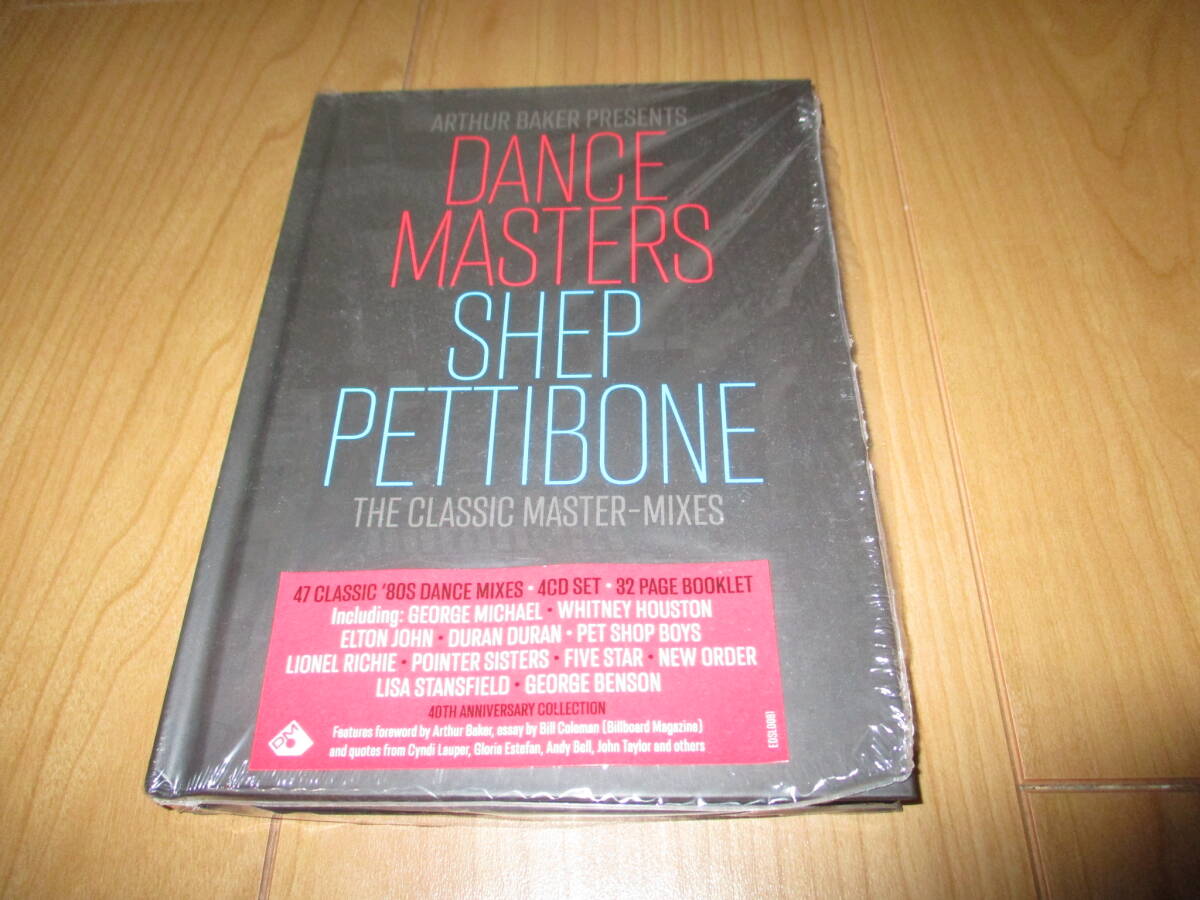 ARTHUR BAKER PRESENTS
DANCE
MASTERS
SHEP
PETTIBONE
THE CLASSIC MASTER-MIXES
47 CLASSIC '80S DANCE MIXES • 4CD SET • 32 PAGE BOOKLET
Including: GEORGE MICHAEL • WHITNEY HOUSTON
ELTON JOHN • DURAN DURAN • PET SHOP BOYS
LIONEL RICHIE • POINTER SISTERS • FIVE STAR • NEW ORDER
LISA STANSFIELD • GEORGE BENSON
40TH ANNIVERSARY COLLECTION
Features foreword by Arthur Baker, essay by Bill Coleman (Billboard Magazine)
and quotes from Cyndi Lauper, Gloria Estefan, Andy Bell, John Taylor and others
DM
EDSL0081